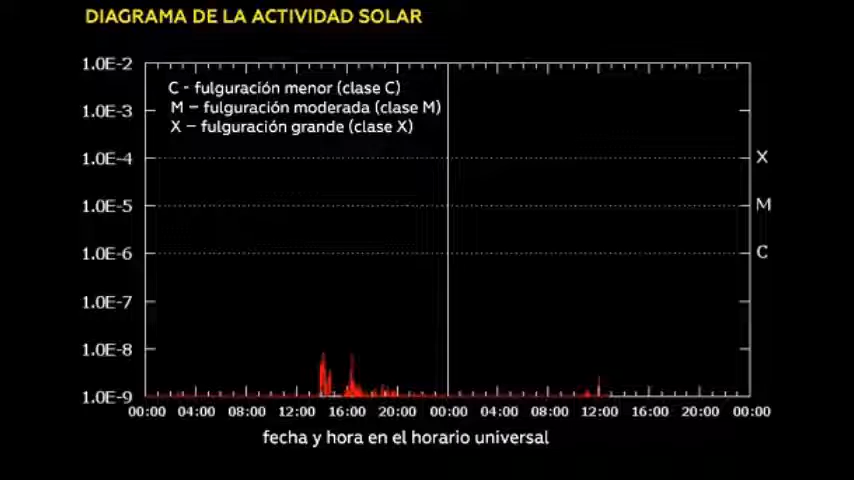 DIAGRAMA DE LA ACTIVIDAD SOLAR
1.0E-2
C - fulguración menor (clase C)
1.0E-3
M – fulguración moderada (clase M)
X – fulguración grande (clase X)
1.0E-4 X
1.0E-5 M
1.0E-6 C
1.0E-7
1.0E-8
1.0E-9
00:00 04:00 08:00 12:00 16:00 20:00 00:00 04:00 08:00 12:00 16:00 20:00 00:00
fecha y hora en el horario universal